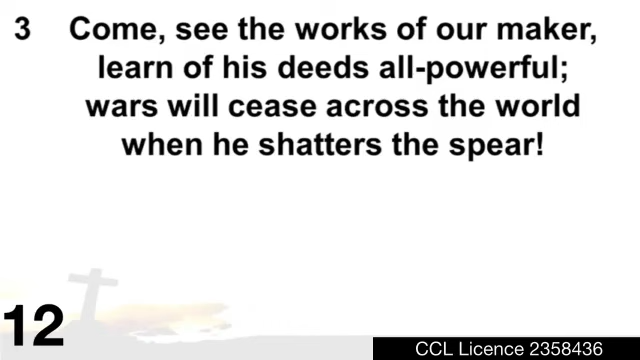 3 Come, see the works of our maker,
learn of his deeds all-powerful;
wars will cease across the world
when he shatters the spear!
12
CCL Licence 2358436